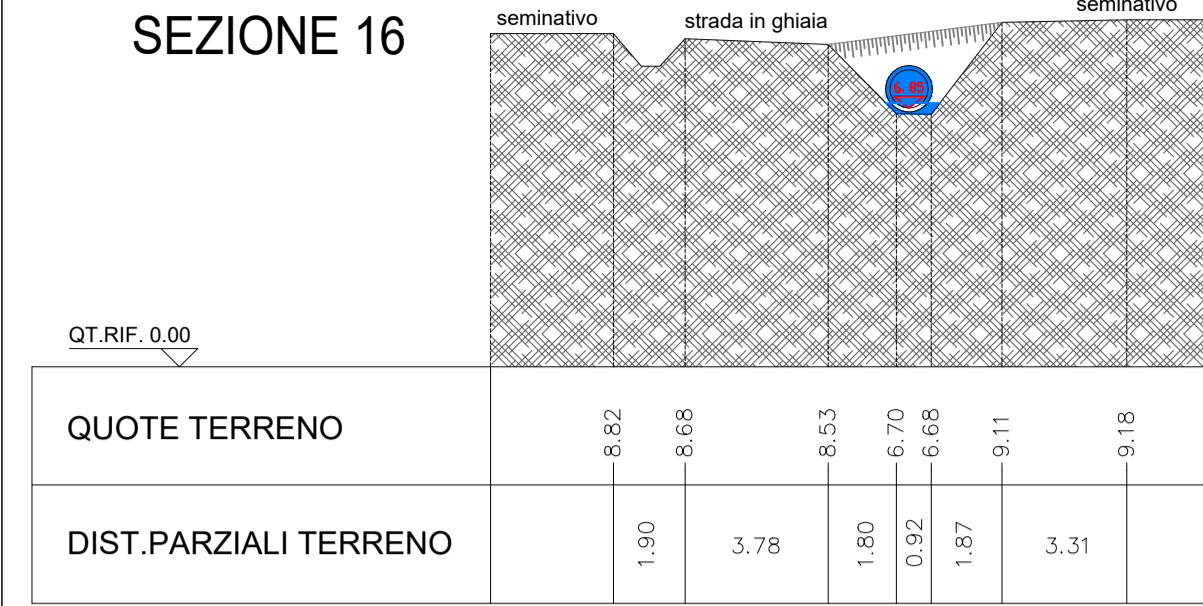 SEZIONE 16
seminativo
strada in ghiaia
seminativo
6.85
QT.RIF. 0.00
QUOTE TERRENO
8.82 8.68 8.53 6.70 6.68 9.11 9.18
DIST.PARZIALI TERRENO
1.90 3.78 1.80 0.92 1.87 3.31